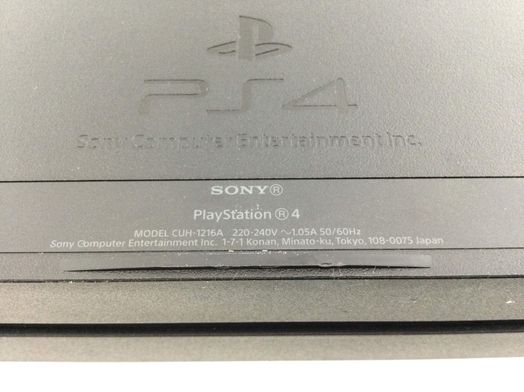 PS4
Sony Computer Entertainment Inc.
SONY®
PlayStation®4
MODEL CUH-1216A 220-240V ~1.05A 50/60Hz
Sony Computer Entertainment Inc. 1-7-1 Konan, Minato-ku, Tokyo, 108-0075 Japan